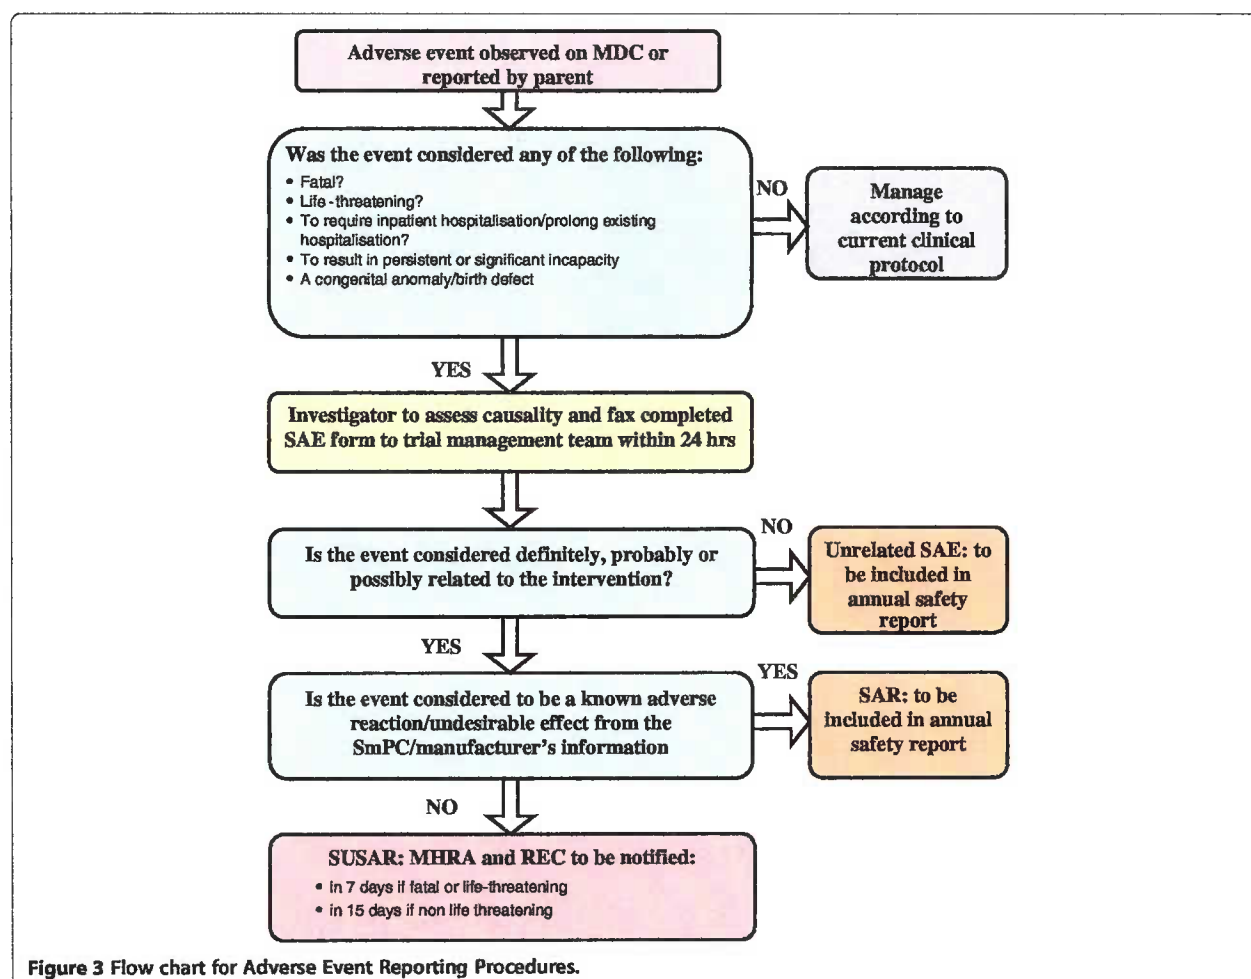 Adverse event observed on MDC or
reported by parent
Was the event considered any of the following:
• Fatal?
• Life-threatening?
• To require inpatient hospitalisation/prolong existing
hospitalisation?
• To result in persistent or significant incapacity
• A congenital anomaly/birth defect
NO
Manage
according to
current clinical
protocol
YES
Investigator to assess causality and fax completed
SAE form to trial management team within 24 hrs
Is the event considered definitely, probably or
possibly related to the intervention?
NO
Unrelated SAE: to
be included in
annual safety
report
YES
Is the event considered to be a known adverse
reaction/undesirable effect from the
SmPC/manufacturer's information
YES
SAR: to be
included in annual
safety report
NO
SUSAR: MHRA and REC to be notified:
• in 7 days if fatal or life-threatening
• in 15 days if non life threatening
Figure 3 Flow chart for Adverse Event Reporting Procedures.